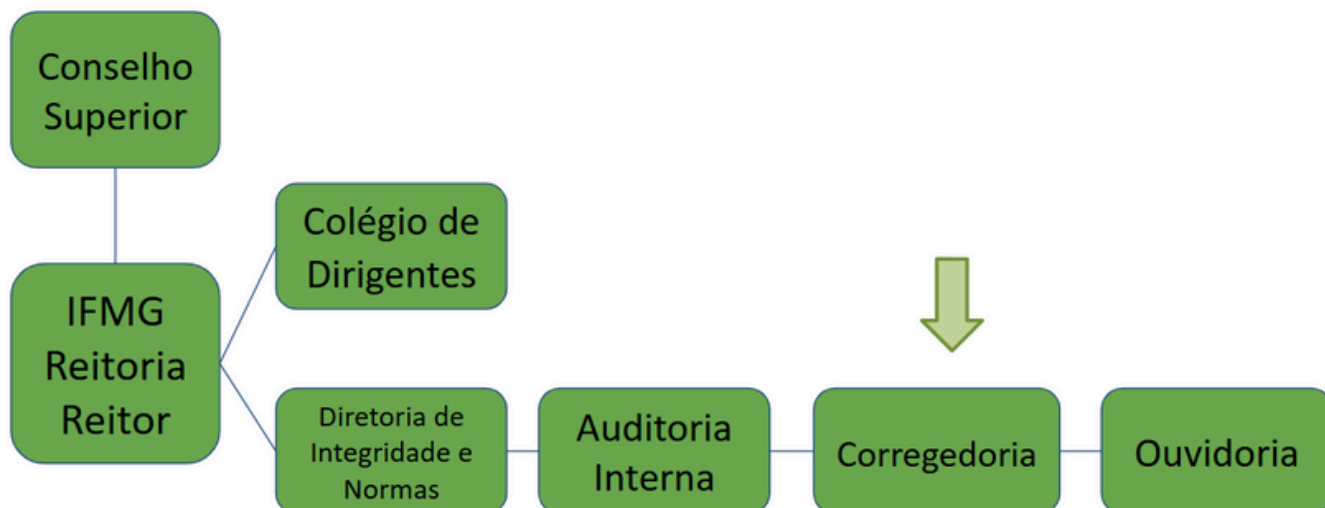 Conselho
Superior
Colégio de
Dirigentes
IFMG
Reitoria
Reitor
Diretoria de
Integridade e
Normas
Auditoria
Interna
Corregedoria
Ouvidoria